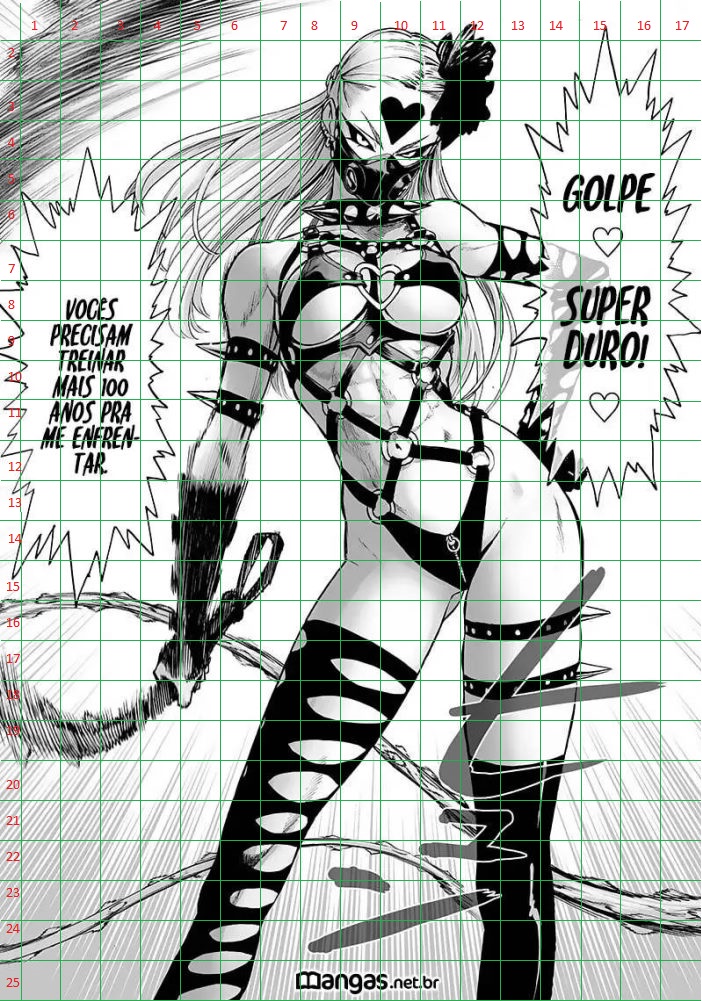 1 2 3 4 5 6 7 8 9 10 11 12 13 14 15 16 17
2
3
4
5
6
7
8
9
10
11
12
13
14
15
16
17
18
19
20
21
22
23
24
25
GOLPE
♡
SUPER
DURO!
♡
VOCÊS
PRECISAM
TREINAR
MAIS 100
ANOS PRA
ME ENFREN-
TAR.
mangas.net.br